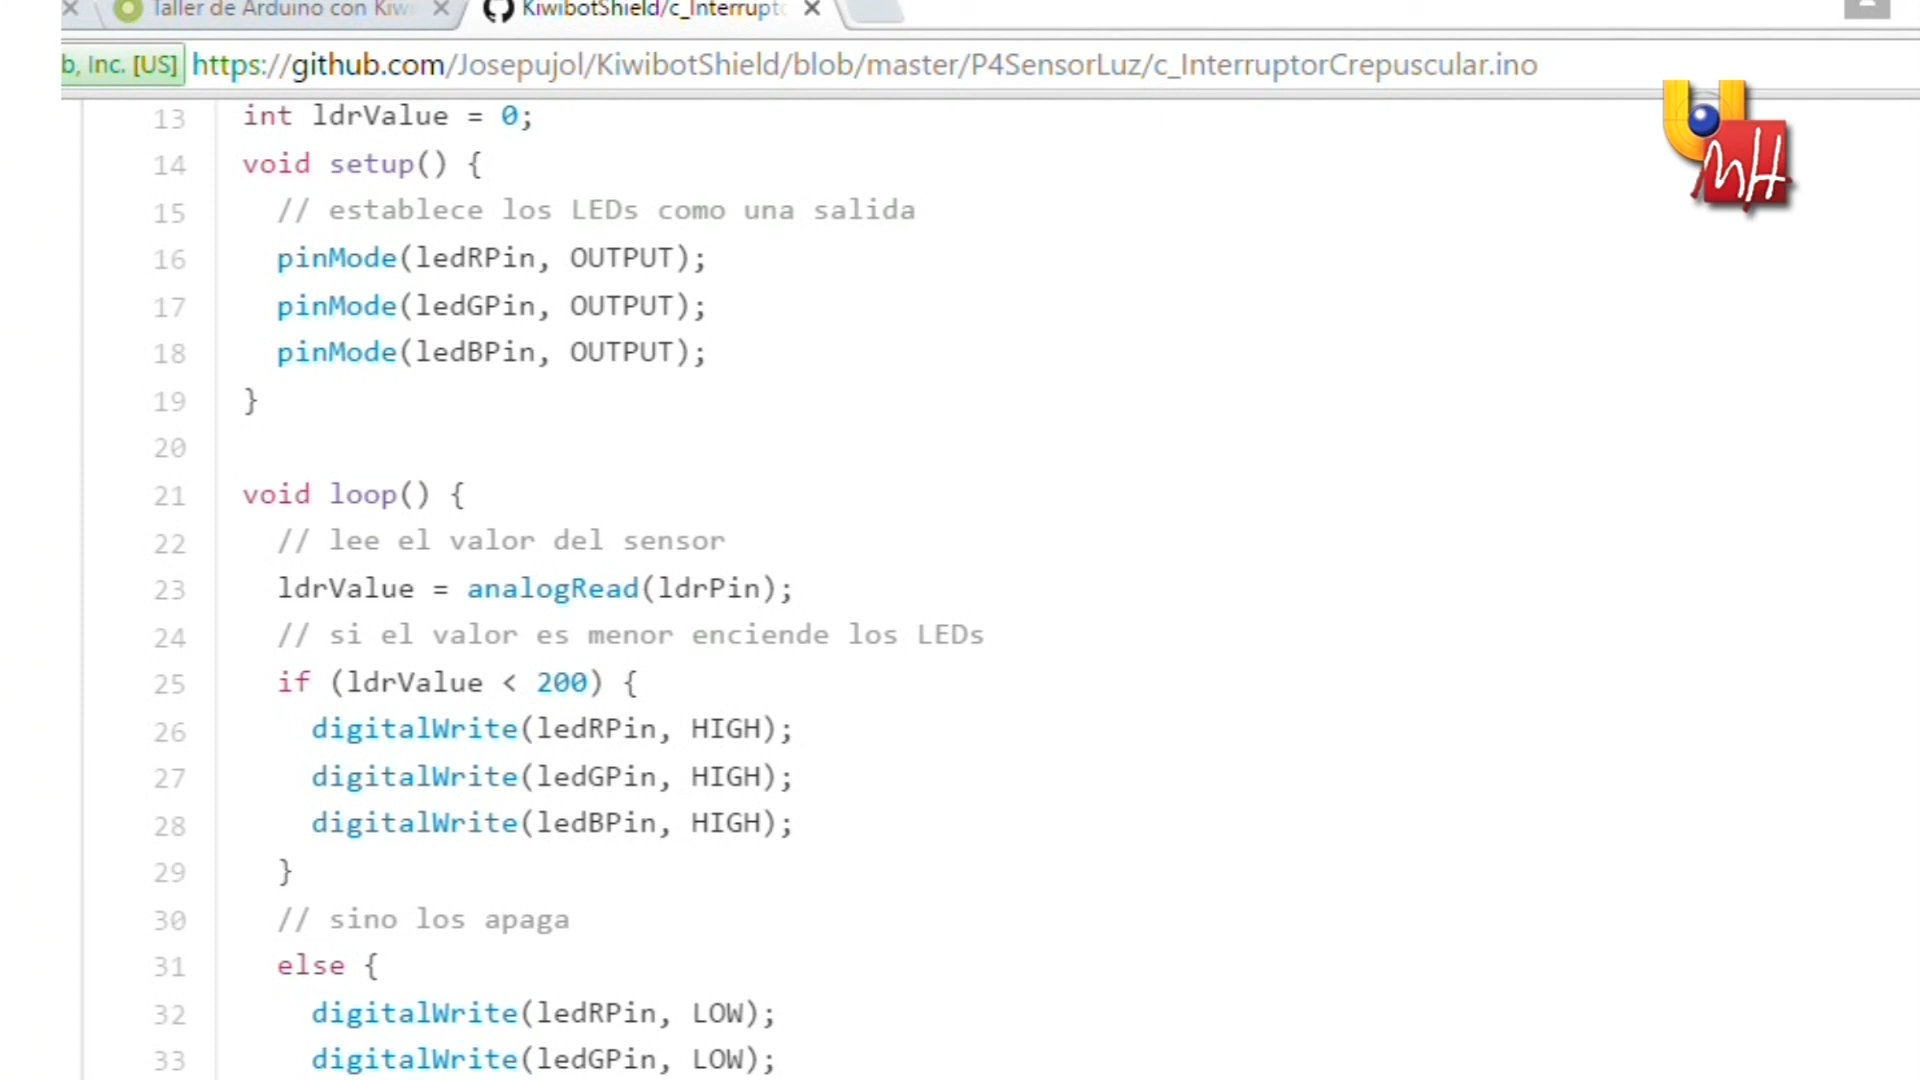 Taller de Arduino con Kiwi
KiwibotShield/c_Interrupto
b, Inc. [US] https://github.com/Josepujol/KiwibotShield/blob/master/P4SensorLuz/c_InterruptorCrepuscular.ino
13 int ldrValue = 0;
14 void setup() {
15 // establece los LEDs como una salida
16 pinMode(ledRPin, OUTPUT);
17 pinMode(ledGPin, OUTPUT);
18 pinMode(ledBPin, OUTPUT);
19 }
20
21 void loop() {
22 // lee el valor del sensor
23 ldrValue = analogRead(ldrPin);
24 // si el valor es menor enciende los LEDs
25 if (ldrValue < 200) {
26 digitalWrite(ledRPin, HIGH);
27 digitalWrite(ledGPin, HIGH);
28 digitalWrite(ledBPin, HIGH);
29 }
30 // sino los apaga
31 else {
32 digitalWrite(ledRPin, LOW);
33 digitalWrite(ledGPin, LOW);
UMH